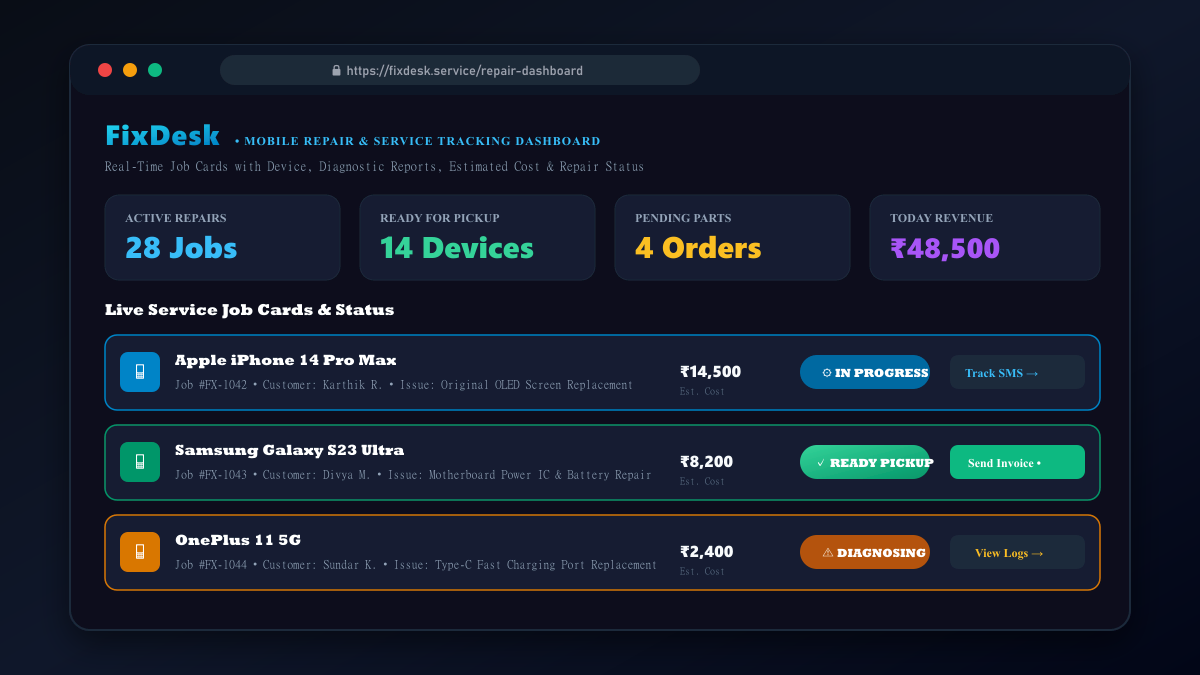 https://fixdesk.service/repair-dashboard
FixDesk • MOBILE REPAIR & SERVICE TRACKING DASHBOARD
Real-Time Job Cards with Device, Diagnostic Reports, Estimated Cost & Repair Status
ACTIVE REPAIRS
28 Jobs
READY FOR PICKUP
14 Devices
PENDING PARTS
4 Orders
TODAY REVENUE
₹48,500
Live Service Job Cards & Status
Apple iPhone 14 Pro Max
Job #FX-1042 • Customer: Karthik R. • Issue: Original OLED Screen Replacement
₹14,500
Est. Cost
⚙ IN PROGRESS
Track SMS →
Samsung Galaxy S23 Ultra
Job #FX-1043 • Customer: Divya M. • Issue: Motherboard Power IC & Battery Repair
₹8,200
Est. Cost
✓ READY PICKUP
Send Invoice •
OnePlus 11 5G
Job #FX-1044 • Customer: Sundar K. • Issue: Type-C Fast Charging Port Replacement
₹2,400
Est. Cost
⚠ DIAGNOSING
View Logs →